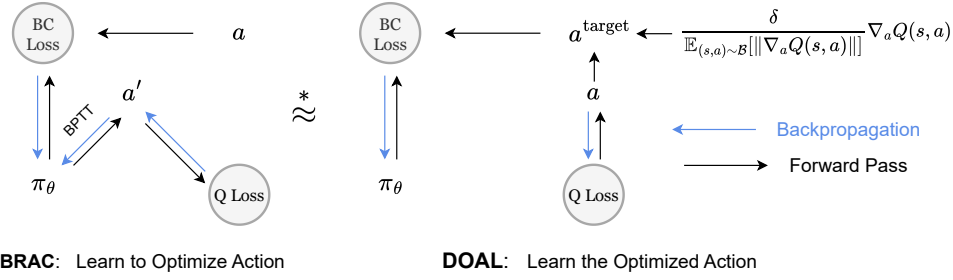 BC
Loss
a
a′
BPTT
π_θ
Q Loss
*
≈
BC
Loss
a^target
δ / 𝔼_{(s,a)∼ℬ}[‖∇_a Q(s, a)‖] ∇_a Q(s, a)
a
π_θ
Q Loss
Backpropagation
Forward Pass
BRAC: Learn to Optimize Action
DOAL: Learn the Optimized Action